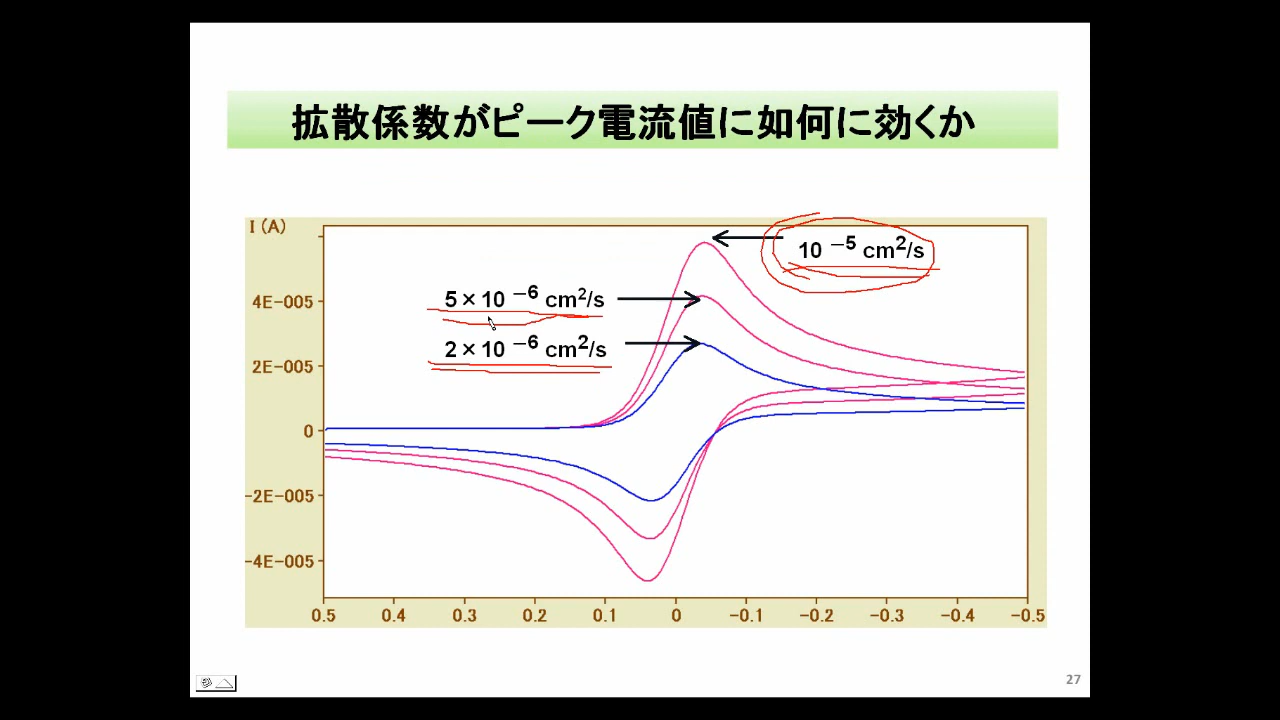 拡散係数がピーク電流値に如何に効くか
I (A)
10 −5 cm2/s
5×10 −6 cm2/s
4E-005
2×10 −6 cm2/s
2E-005
0
-2E-005
-4E-005
0.5 0.4 0.3 0.2 0.1 0 -0.1 -0.2 -0.3 -0.4 -0.5
27